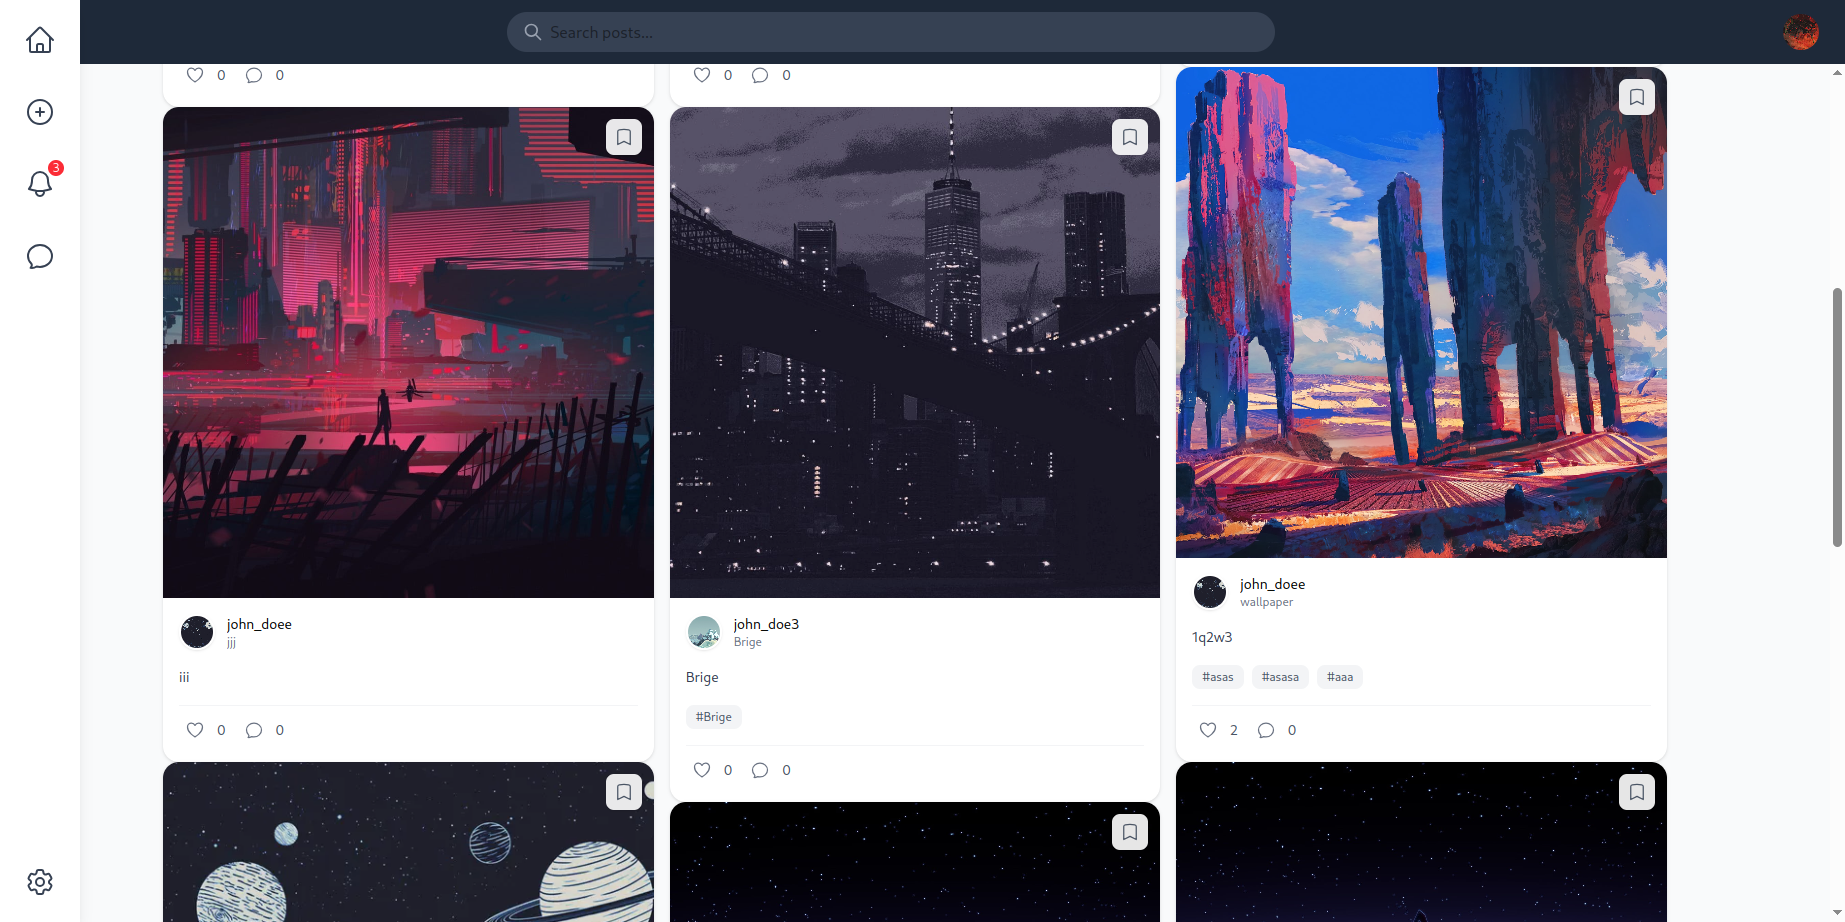 Search posts...
3
0 0
0 0
john_doee
jjj
iii
0 0
john_doe3
Brige
Brige
#Brige
0 0
john_doee
wallpaper
1q2w3
#asas #asasa #aaa
2 0